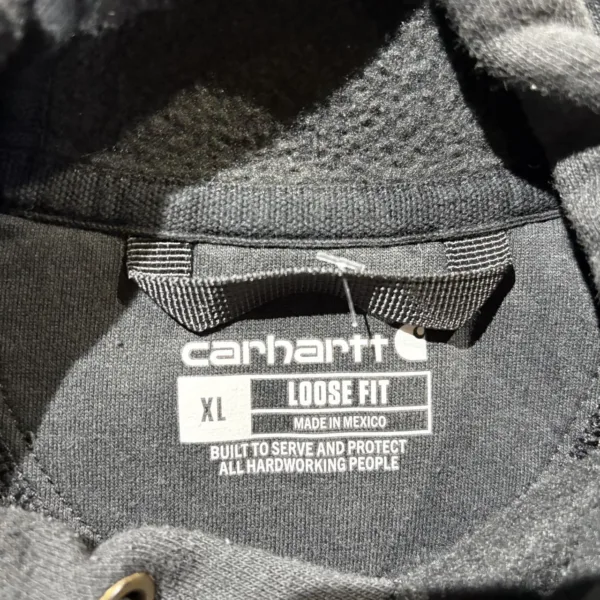 carhartt
XL
LOOSE FIT
MADE IN MEXICO
BUILT TO SERVE AND PROTECT
ALL HARDWORKING PEOPLE